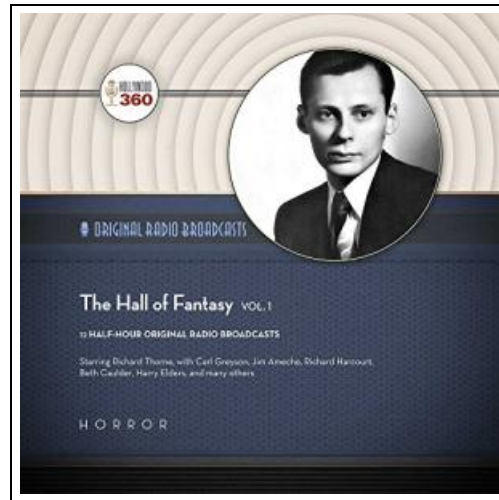 HOLLYWOOD
360
ORIGINAL RADIO BROADCASTS
The Hall of Fantasy VOL. 1
12 HALF-HOUR ORIGINAL RADIO BROADCASTS
Starring Richard Thorne, with Carl Greyson, Jim Ameche, Richard Harcourt,
Beth Caulder, Harry Elders, and many others
HORROR